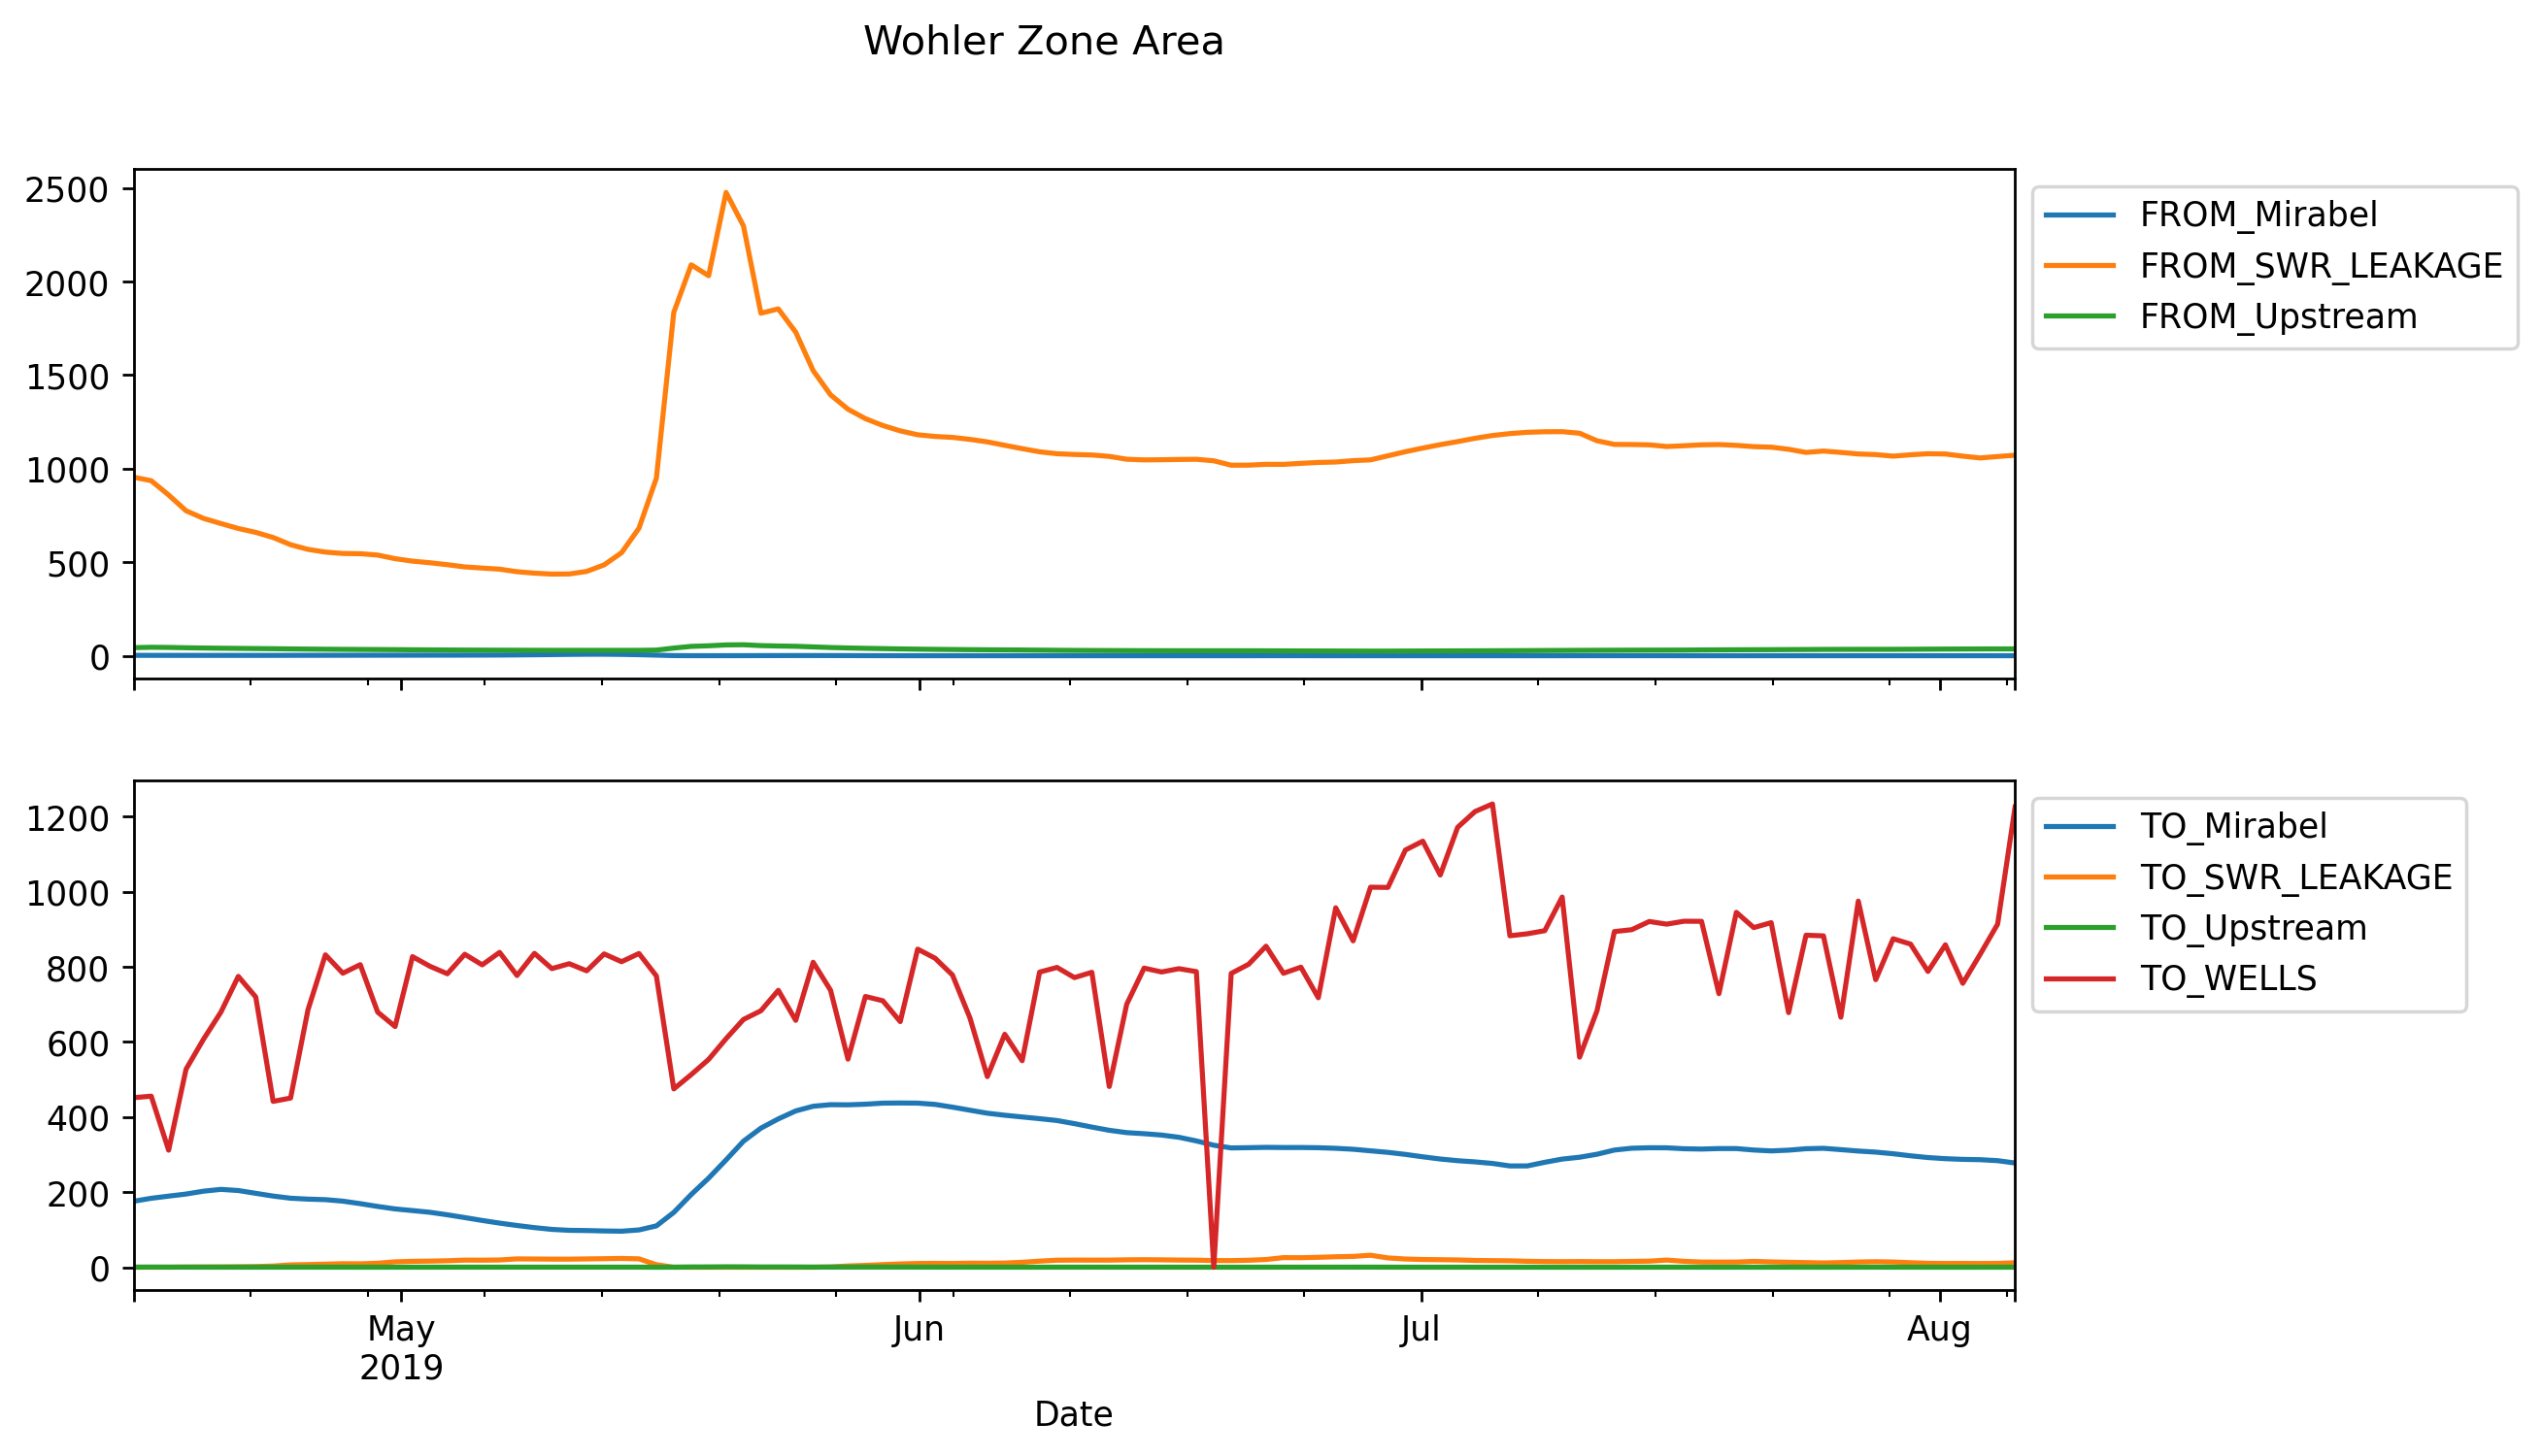 Wohler Zone Area
2500
2000
1500
1000
500
0
FROM_Mirabel
FROM_SWR_LEAKAGE
FROM_Upstream
1200
1000
800
600
400
200
0
TO_Mirabel
TO_SWR_LEAKAGE
TO_Upstream
TO_WELLS
May Jun Jul Aug
2019
Date